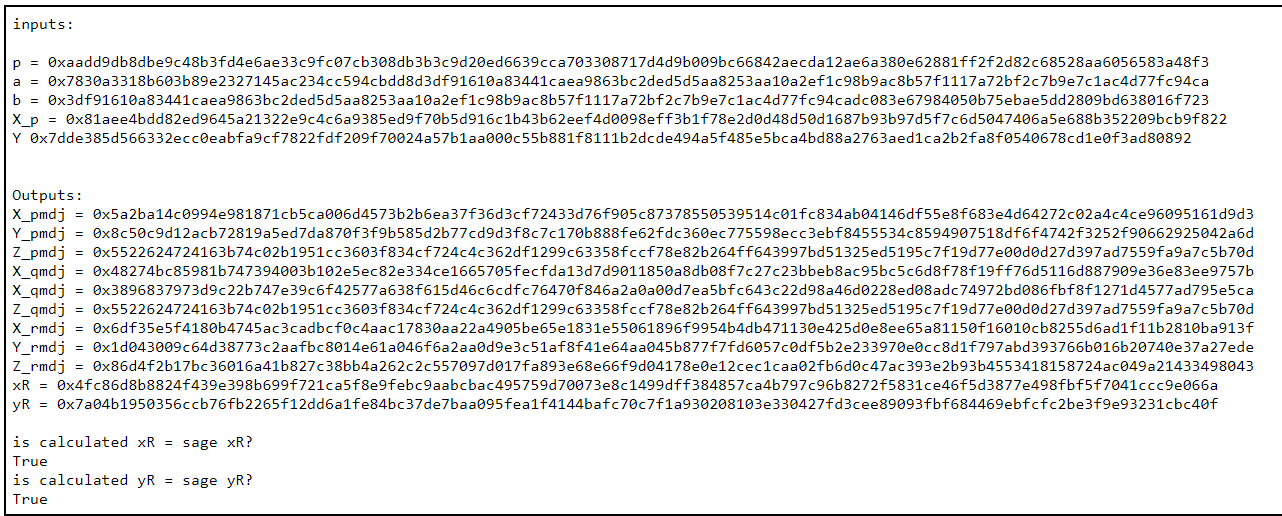 inputs:
p = 0xaadd9db8dbe9c48b3fd4e6ae33c9fc07cb308db3b3c9d20ed6639cca703308717d4d9b009bc66842aecda12ae6a380e62881ff2f2d82c68528aa6056583a48f3
a = 0x7830a3318b603b89e2327145ac234cc594cbdd8d3df91610a83441caea9863bc2ded5d5aa8253aa10a2ef1c98b9ac8b57f1117a72bf2c7b9e7c1ac4d77fc94ca
b = 0x3df91610a83441caea9863bc2ded5d5aa8253aa10a2ef1c98b9ac8b57f1117a72bf2c7b9e7c1ac4d77fc94cadc083e67984050b75ebae5dd2809bd638016f723
X_p = 0x81aee4bdd82ed9645a21322e9c4c6a9385ed9f70b5d916c1b43b62eef4d0098eff3b1f78e2d0d48d50d1687b93b97d5f7c6d5047406a5e688b352209bcb9f822
Y 0x7dde385d566332ecc0eabfa9cf7822fdf209f70024a57b1aa000c55b881f8111b2dcde494a5f485e5bca4bd88a2763aed1ca2b2fa8f0540678cd1e0f3ad80892
Outputs:
X_pmdj = 0x5a2ba14c0994e981871cb5ca006d4573b2b6ea37f36d3cf72433d76f905c87378550539514c01fc834ab04146df55e8f683e4d64272c02a4c4ce96095161d9d3
Y_pmdj = 0x8c50c9d12acb72819a5ed7da870f3f9b585d2b77cd9d3f8c7c170b888fe62fdc360ec775598ecc3ebf8455534c8594907518df6f4742f3252f90662925042a6d
Z_pmdj = 0x5522624724163b74c02b1951cc3603f834cf724c4c362df1299c63358fccf78e82b264ff643997bd51325ed5195c7f19d77e00d0d27d397ad7559fa9a7c5b70d
X_qmdj = 0x48274bc85981b747394003b102e5ec82e334ce1665705fecfda13d7d9011850a8db08f7c27c23bbeb8ac95bc5c6d8f78f19ff76d5116d887909e36e83ee9757b
X_qmdj = 0x3896837973d9c22b747e39c6f42577a638f615d46c6cdfc76470f846a2a0a00d7ea5bfc643c22d98a46d0228ed08adc74972bd086fbf8f1271d4577ad795e5ca
Z_qmdj = 0x5522624724163b74c02b1951cc3603f834cf724c4c362df1299c63358fccf78e82b264ff643997bd51325ed5195c7f19d77e00d0d27d397ad7559fa9a7c5b70d
X_rmdj = 0x6df35e5f4180b4745ac3cadbcf0c4aac17830aa22a4905be65e1831e55061896f9954b4db471130e425d0e8ee65a81150f16010cb8255d6ad1f11b2810ba913f
Y_rmdj = 0x1d043009c64d38773c2aafbc8014e61a046f6a2aa0d9e3c51af8f41e64aa045b877f7fd6057c0df5b2e233970e0cc8d1f797abd393766b016b20740e37a27ede
Z_rmdj = 0x86d4f2b17bc36016a41b827c38bb4a262c2c557097d017fa893e68e66f9d04178e0e12cec1caa02fb6d0c47ac393e2b93b4553418158724ac049a21433498043
xR = 0x4fc86d8b8824f439e398b699f721ca5f8e9febc9aabcbac495759d70073e8c1499dff384857ca4b797c96b8272f5831ce46f5d3877e498fbf5f7041ccc9e066a
yR = 0x7a04b1950356ccb76fb2265f12dd6a1fe84bc37de7baa095fea1f4144bafc70c7f1a930208103e330427fd3cee89093fbf684469ebfcfc2be3f9e93231cbc40f
is calculated xR = sage xR?
True
is calculated yR = sage yR?
True